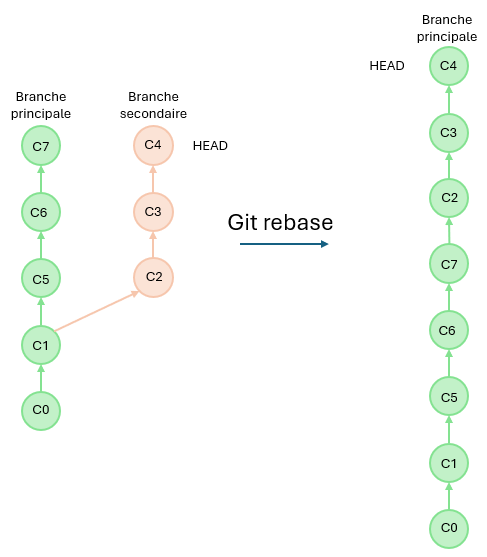 Branche
principale
C7
C6
C5
C1
C0
Branche
secondaire
C4
HEAD
C3
C2
Git rebase
Branche
principale
HEAD
C4
C3
C2
C7
C6
C5
C1
C0